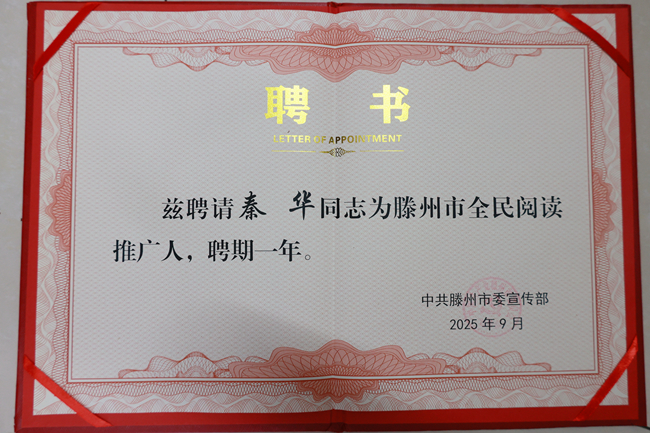 聘 书
LETTER OF APPOINTMENT
兹聘请秦 华同志为滕州市全民阅读
推广人，聘期一年。
中共滕州市委宣传部
2025年9月